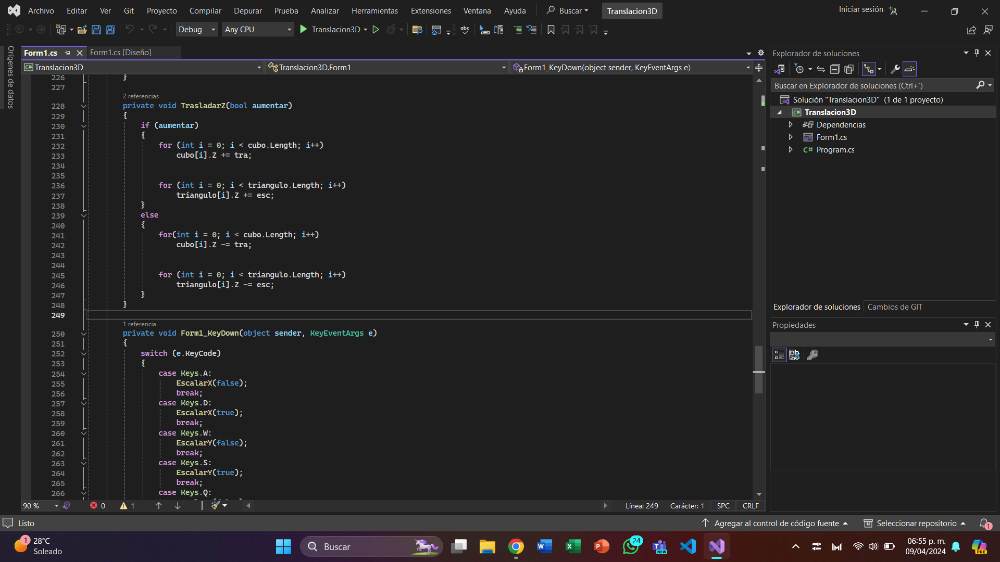 Archivo Editar Ver Git Proyecto Compilar Depurar Prueba Analizar Herramientas Extensiones Ventana Ayuda Buscar Translacion3D Iniciar sesión
Debug Any CPU Translacion3D
Orígenes de datos
Form1.cs Form1.cs [Diseño]
Translacion3D Translacion3D.Form1 Form1_KeyDown(object sender, KeyEventArgs e)
226 }
227
2 referencias
228 private void TrasladarZ(bool aumentar)
229 {
230 if (aumentar)
231 {
232 for (int i = 0; i < cubo.Length; i++)
233 cubo[i].Z += tra;
234
235
236 for (int i = 0; i < triangulo.Length; i++)
237 triangulo[i].Z += esc;
238 }
239 else
240 {
241 for(int i = 0; i < cubo.Length; i++)
242 cubo[i].Z -= tra;
243
244
245 for (int i = 0; i < triangulo.Length; i++)
246 triangulo[i].Z -= esc;
247 }
248 }
249
1 referencia
250 private void Form1_KeyDown(object sender, KeyEventArgs e)
251 {
252 switch (e.KeyCode)
253 {
254 case Keys.A:
255 EscalarX(false);
256 break;
257 case Keys.D:
258 EscalarX(true);
259 break;
260 case Keys.W:
261 EscalarY(false);
262 break;
263 case Keys.S:
264 EscalarY(true);
265 break;
266 case Keys.Q:
90 % 0 1 Línea: 249 Carácter: 1 SPC CRLF
Explorador de soluciones
Buscar en Explorador de soluciones (Ctrl+´)
Solución "Translacion3D" (1 de 1 proyecto)
Translacion3D
Dependencias
Form1.cs
C# Program.cs
Explorador de soluciones Cambios de GIT
Propiedades
Listo Agregar al control de código fuente Seleccionar repositorio 1
1 28°C
Soleado
Buscar
24
NEW
06:55 p. m.
09/04/2024
PRE